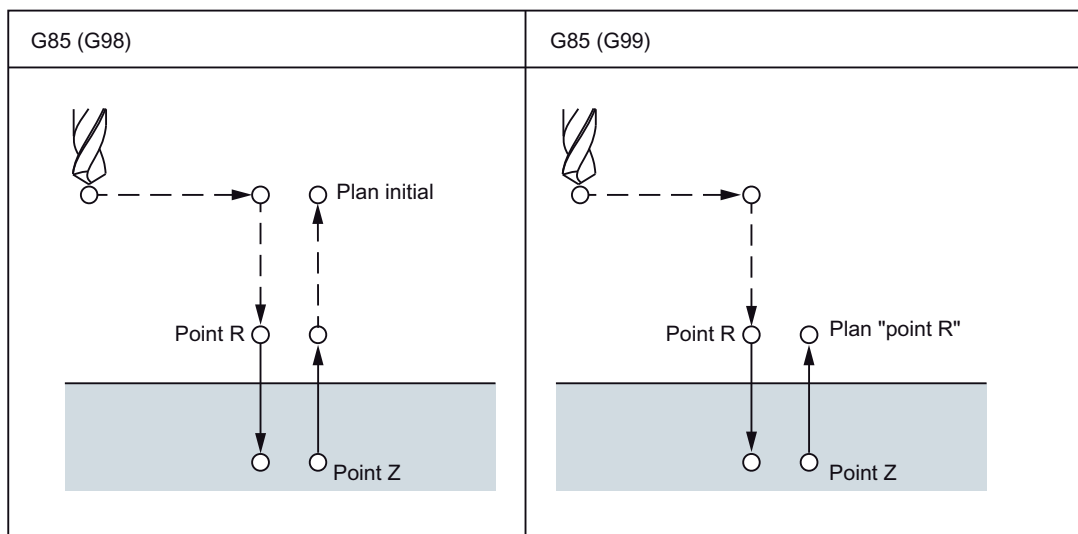 G85 (G98)
G85 (G99)
Plan initial
Point R
Point Z
Point R
Plan "point R"
Point Z